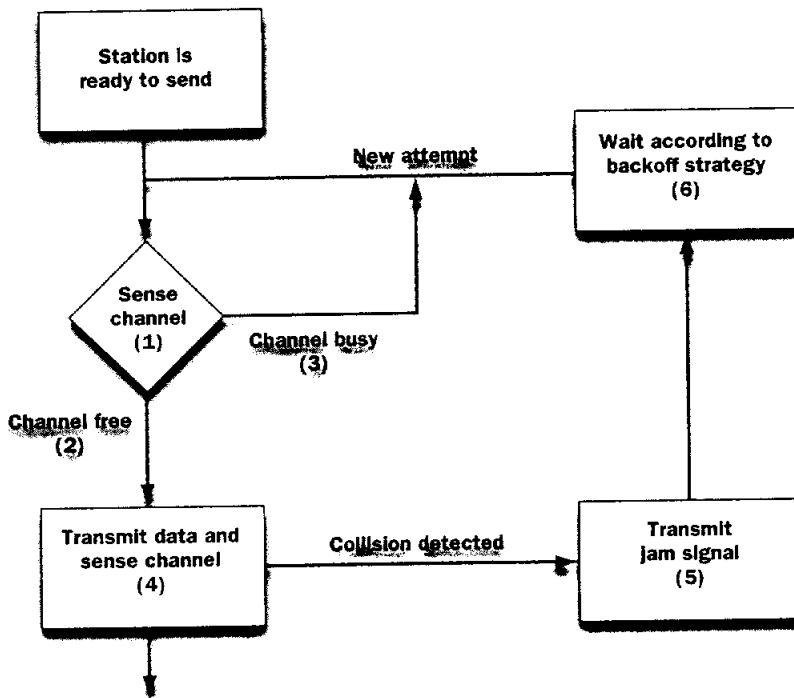 Station is
ready to send
New attempt
Wait according to
backoff strategy
(6)
Sense
channel
(1)
Channel busy
(3)
Channel free
(2)
Transmit data and
sense channel
(4)
Collision detected
Transmit
jam signal
(5)